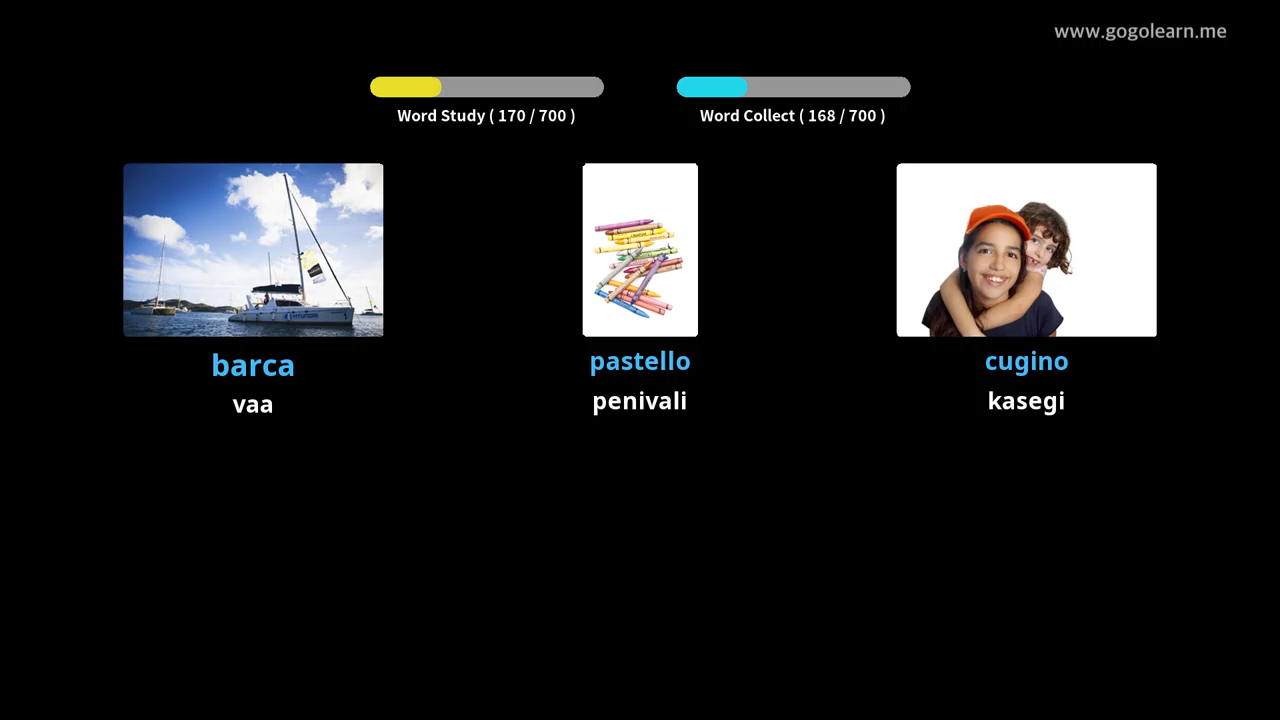 www.gogolearn.me
Word Study ( 170 / 700 )
Word Collect ( 168 / 700 )
barca
pastello
cugino
vaa
penivali
kasegi